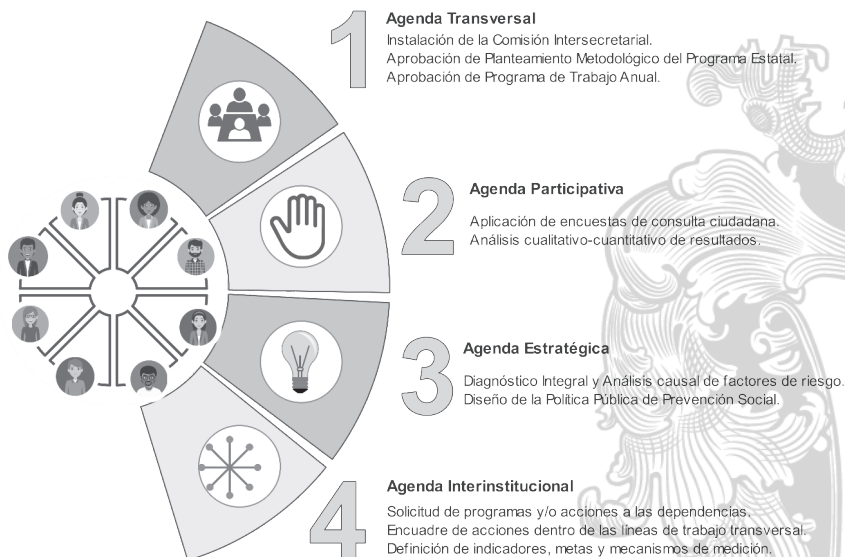 1
Agenda Transversal
Instalación de la Comisión Intersecretarial.
Aprobación de Planteamiento Metodológico del Programa Estatal.
Aprobación de Programa de Trabajo Anual.
2
Agenda Participativa
Aplicación de encuestas de consulta ciudadana.
Análisis cualitativo-cuantitativo de resultados.
3
Agenda Estratégica
Diagnóstico Integral y Análisis causal de factores de riesgo.
Diseño de la Política Pública de Prevención Social.
4
Agenda Interinstitucional
Solicitud de programas y/o acciones a las dependencias.
Encuadre de acciones dentro de las líneas de trabajo transversal.
Definición de indicadores, metas y mecanismos de medición.